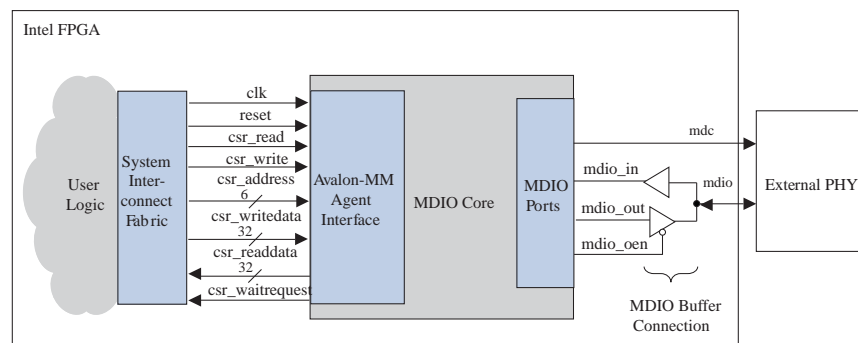 Intel FPGA
User
Logic
System
Inter-
connect
Fabric
clk
reset
csr_read
csr_write
csr_address
6
csr_writedata
32
csr_readdata
32
csr_waitrequest
Avalon-MM
Agent
Interface
MDIO Core
MDIO
Ports
mdc
mdio_in
mdio_out
mdio_oen
mdio
External PHY
MDIO Buffer
Connection